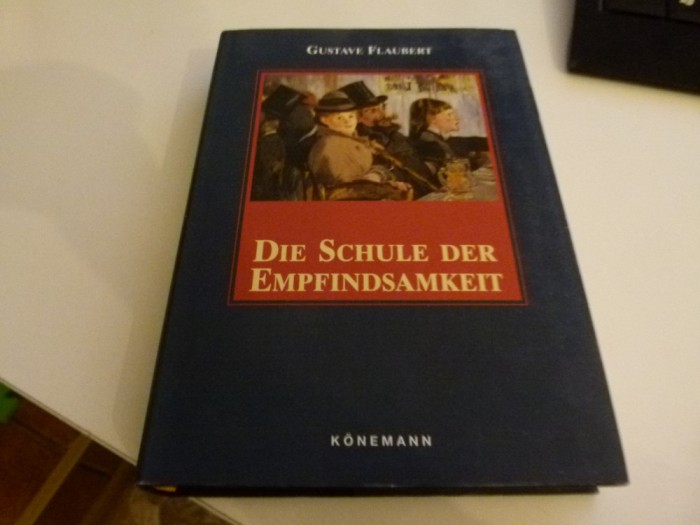 GUSTAVE FLAUBERT
DIE SCHULE DER
EMPFINDSAMKEIT
KÖNEMANN